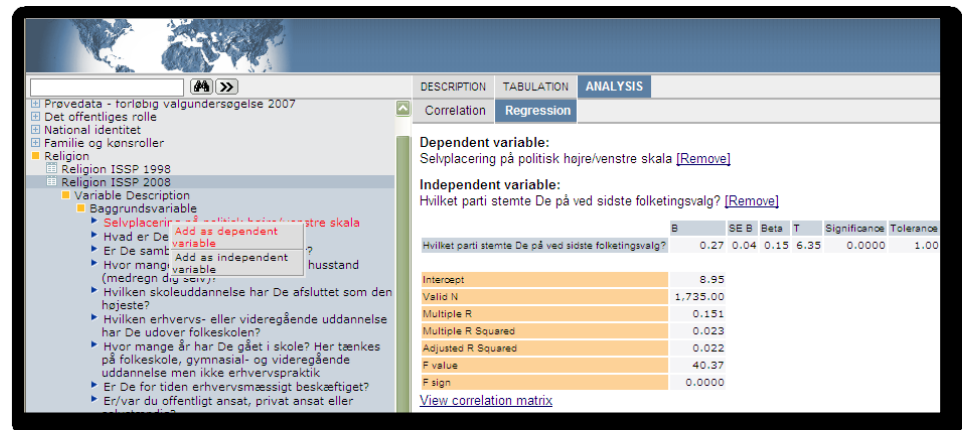 DESCRIPTION TABULATION ANALYSIS
Correlation Regression
Prøvedata - forløbig valgundersøgelse 2007
Det offentliges rolle
National identitet
Familie og kønsroller
Religion
Religion ISSP 1998
Religion ISSP 2008
Variable Description
Baggrundsvariable
Selvplacering på politisk højre/venstre skala
Add as dependent
variable
Add as independent
variable
Hvad er De
Er De samb ?
Hvor mange husstand
(medregn dig selv)?
Hvilken skoleuddannelse har De afsluttet som den
højeste?
Hvilken erhvervs- eller videregående uddannelse
har De udover folkeskolen?
Hvor mange år har De gået i skole? Her tænkes
på folkeskole, gymnasial- og videregående
uddannelse men ikke erhvervspraktik
Er De for tiden erhvervsmæssigt beskæftiget?
Er/var du offentligt ansat, privat ansat eller
Dependent variable:
Selvplacering på politisk højre/venstre skala [Remove]
Independent variable:
Hvilket parti stemte De på ved sidste folketingsvalg? [Remove]
B SE B Beta T Significance Tolerance
Hvilket parti stemte De på ved sidste folketingsvalg? 0.27 0.04 0.15 6.35 0.0000 1.00
Intercept 8.95
Valid N 1,735.00
Multiple R 0.151
Multiple R Squared 0.023
Adjusted R Squared 0.022
F value 40.37
F sign 0.0000
View correlation matrix